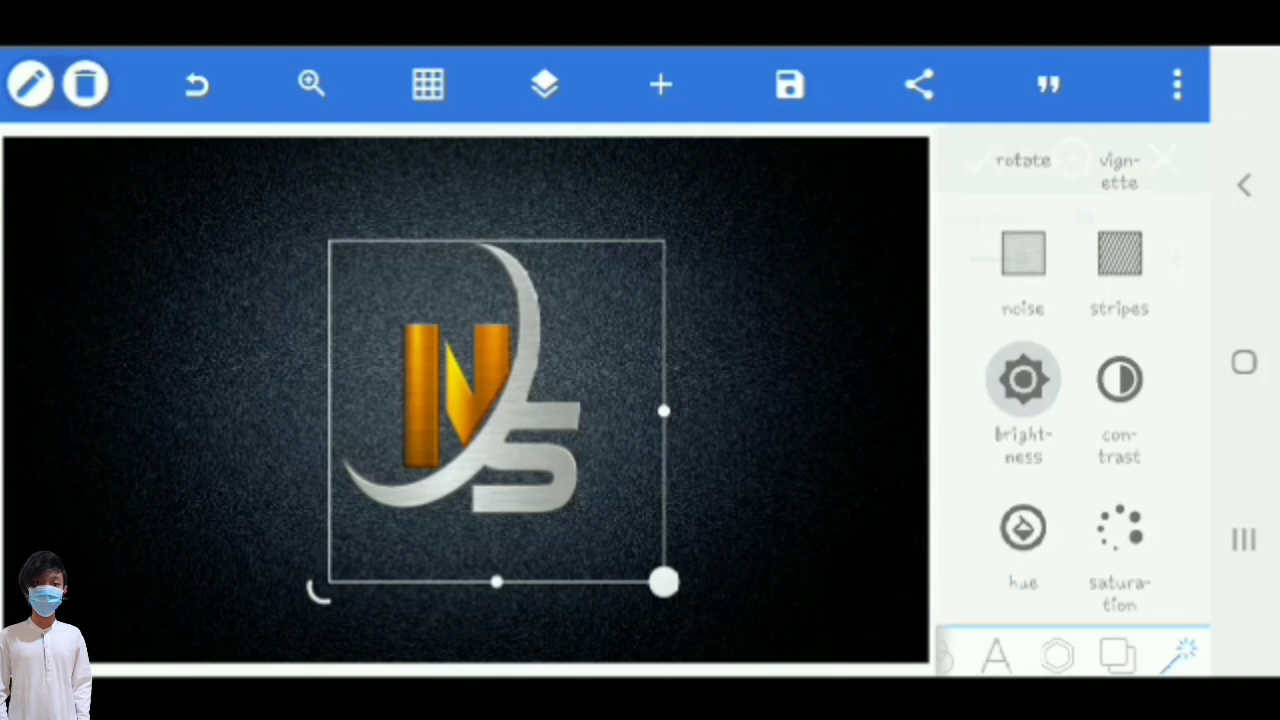 rotate
vign-
ette
noise
stripes
bright-
ness
con-
trast
hue
satura-
tion
N
S
A